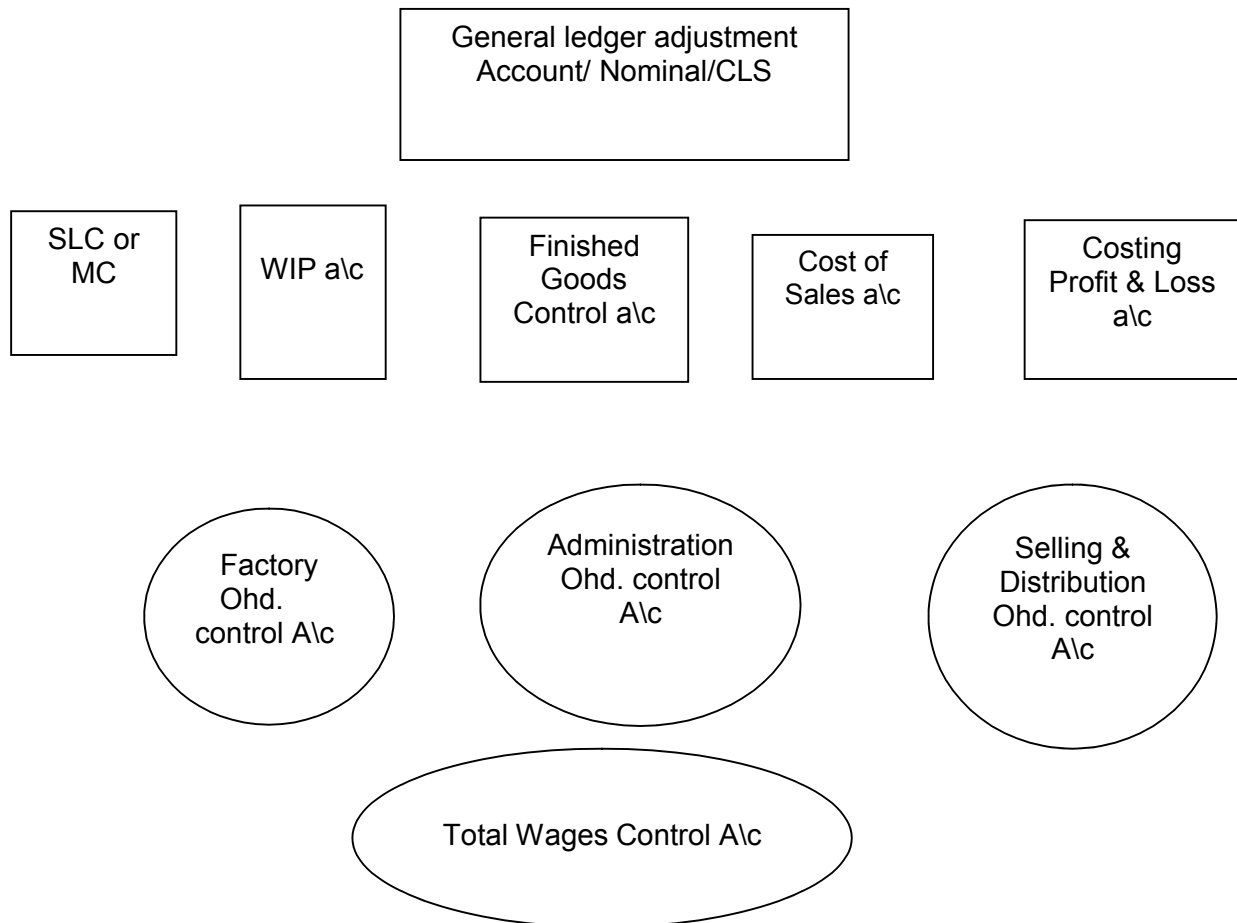 General ledger adjustment
Account/ Nominal/CLS
SLC or
MC
WIP a\c
Finished
Goods
Control a\c
Cost of
Sales a\c
Costing
Profit & Loss
a\c
Factory
Ohd.
control A\c
Administration
Ohd. control
A\c
Selling &
Distribution
Ohd. control
A\c
Total Wages Control A\c